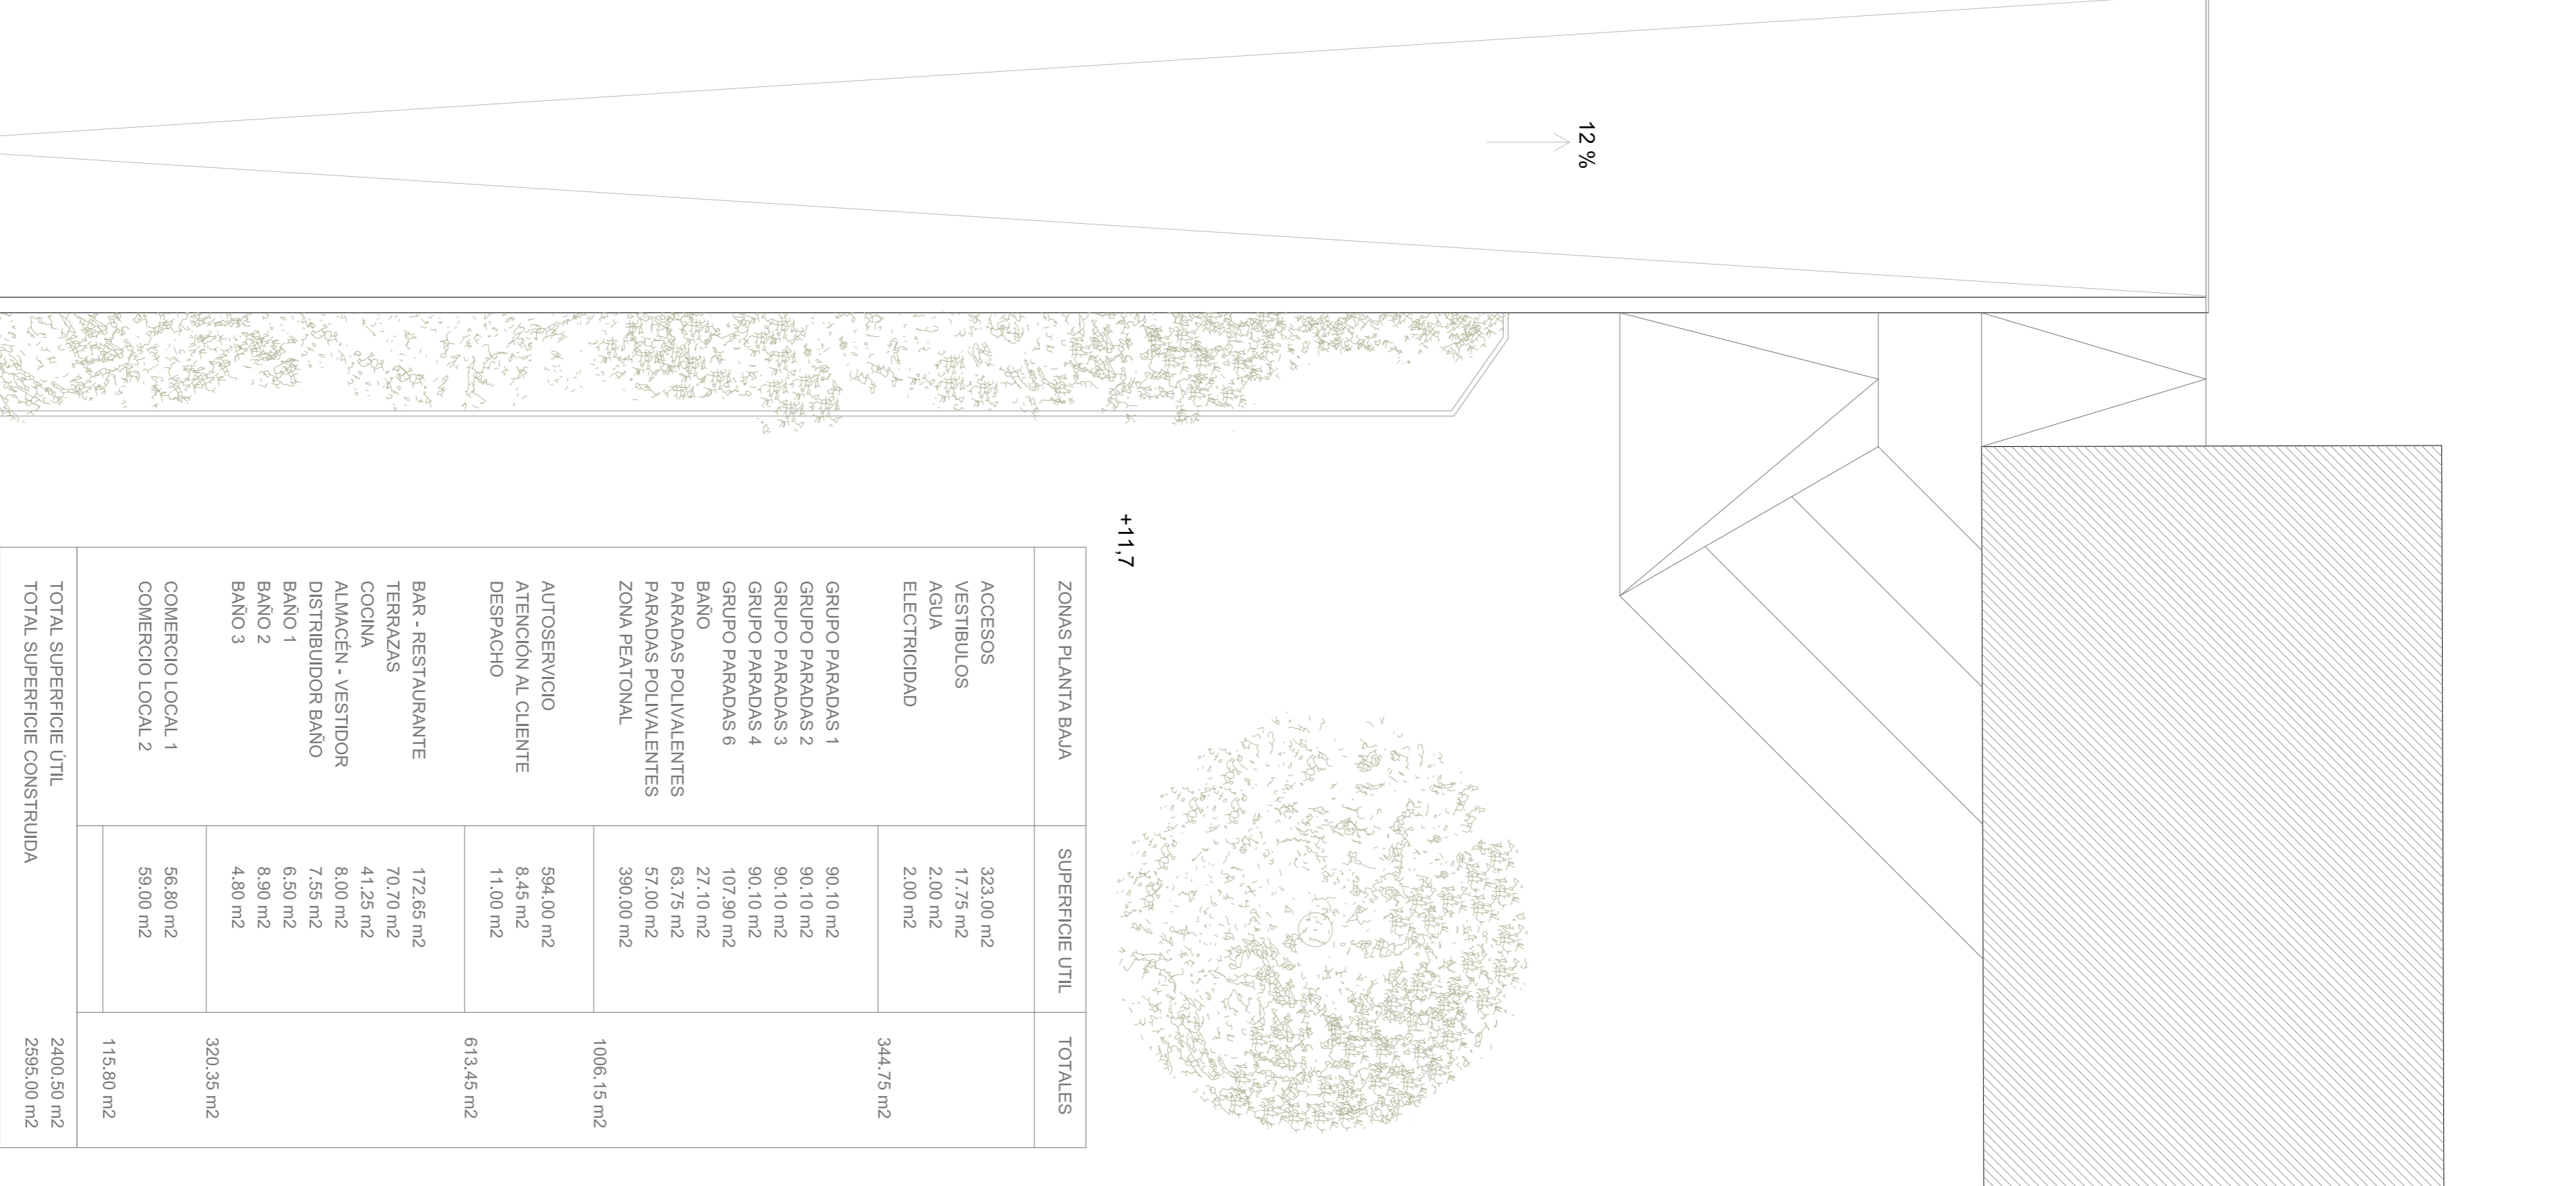 12 %
+11,7
ZONAS PLANTA BAJA SUPERFICIE UTIL TOTALES
ACCESOS 323.00 m2
VESTIBULOS 17.75 m2
AGUA 2.00 m2
ELECTRICIDAD 2.00 m2
344.75 m2
GRUPO PARADAS 1 90.10 m2
GRUPO PARADAS 2 90.10 m2
GRUPO PARADAS 3 90.10 m2
GRUPO PARADAS 4 90.10 m2
GRUPO PARADAS 6 107.90 m2
BAÑO 27.10 m2
PARADAS POLIVALENTES 63.75 m2
PARADAS POLIVALENTES 57.00 m2
ZONA PEATONAL 390.00 m2
1006.15 m2
AUTOSERVICIO 594.00 m2
ATENCIÓN AL CLIENTE 8.45 m2
DESPACHO 11.00 m2
613.45 m2
BAR - RESTAURANTE 172.65 m2
TERRAZAS 70.70 m2
COCINA 41.25 m2
ALMACÉN - VESTIDOR 8.00 m2
DISTRIBUIDOR BAÑO 7.55 m2
BAÑO 1 6.50 m2
BAÑO 2 8.90 m2
BAÑO 3 4.80 m2
320.35 m2
COMERCIO LOCAL 1 56.80 m2
COMERCIO LOCAL 2 59.00 m2
115.80 m2
TOTAL SUPERFICIE ÚTIL 2400.50 m2
TOTAL SUPERFICIE CONSTRUIDA 2595.00 m2